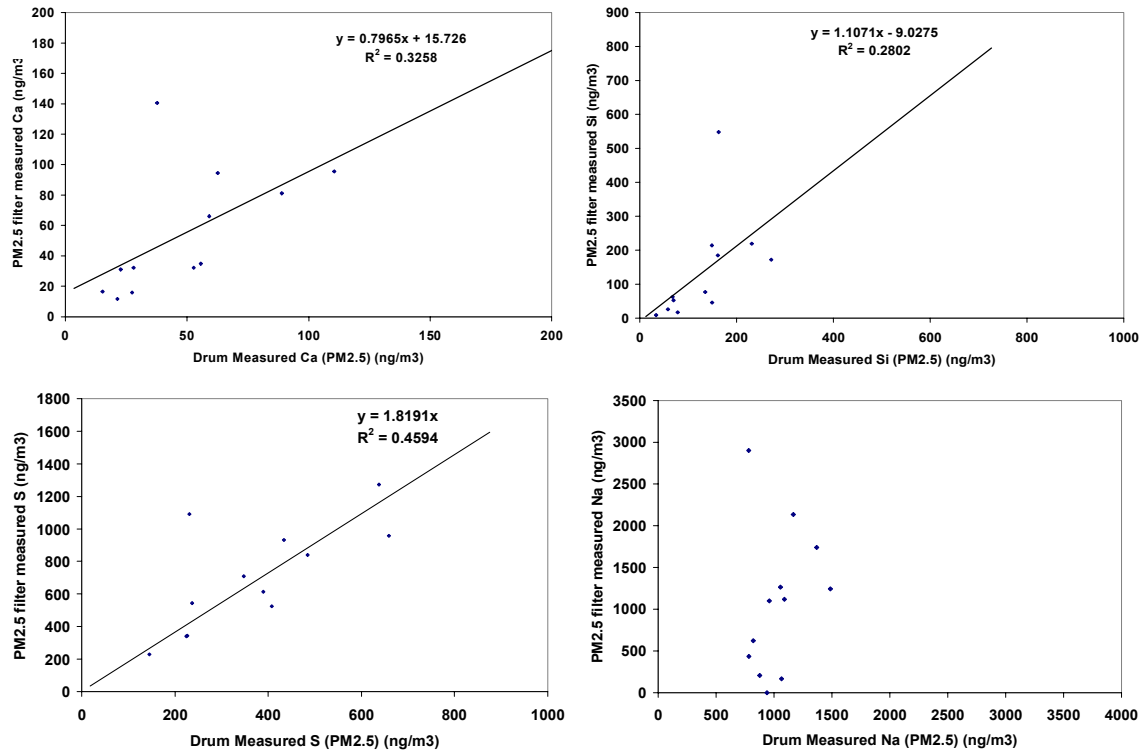 y = 0.7965x + 15.726
R2 = 0.3258
PM2.5 filter measured Ca (ng/m3
200
180
160
140
120
100
80
60
40
20
0
0 50 100 150 200
Drum Measured Ca (PM2.5) (ng/m3)
y = 1.1071x - 9.0275
R2 = 0.2802
PM2.5 filter measured Si (ng/m3)
900
800
700
600
500
400
300
200
100
0
0 200 400 600 800 1000
Drum Measured Si (PM2.5) (ng/m3)
y = 1.8191x
R2 = 0.4594
PM2.5 filter measured S (ng/m3)
1800
1600
1400
1200
1000
800
600
400
200
0
0 200 400 600 800 1000
Drum Measured S (PM2.5) (ng/m3)
PM2.5 filter measured Na (ng/m3)
3500
3000
2500
2000
1500
1000
500
0
0 500 1000 1500 2000 2500 3000 3500 4000
Drum Measured Na (PM2.5) (ng/m3)